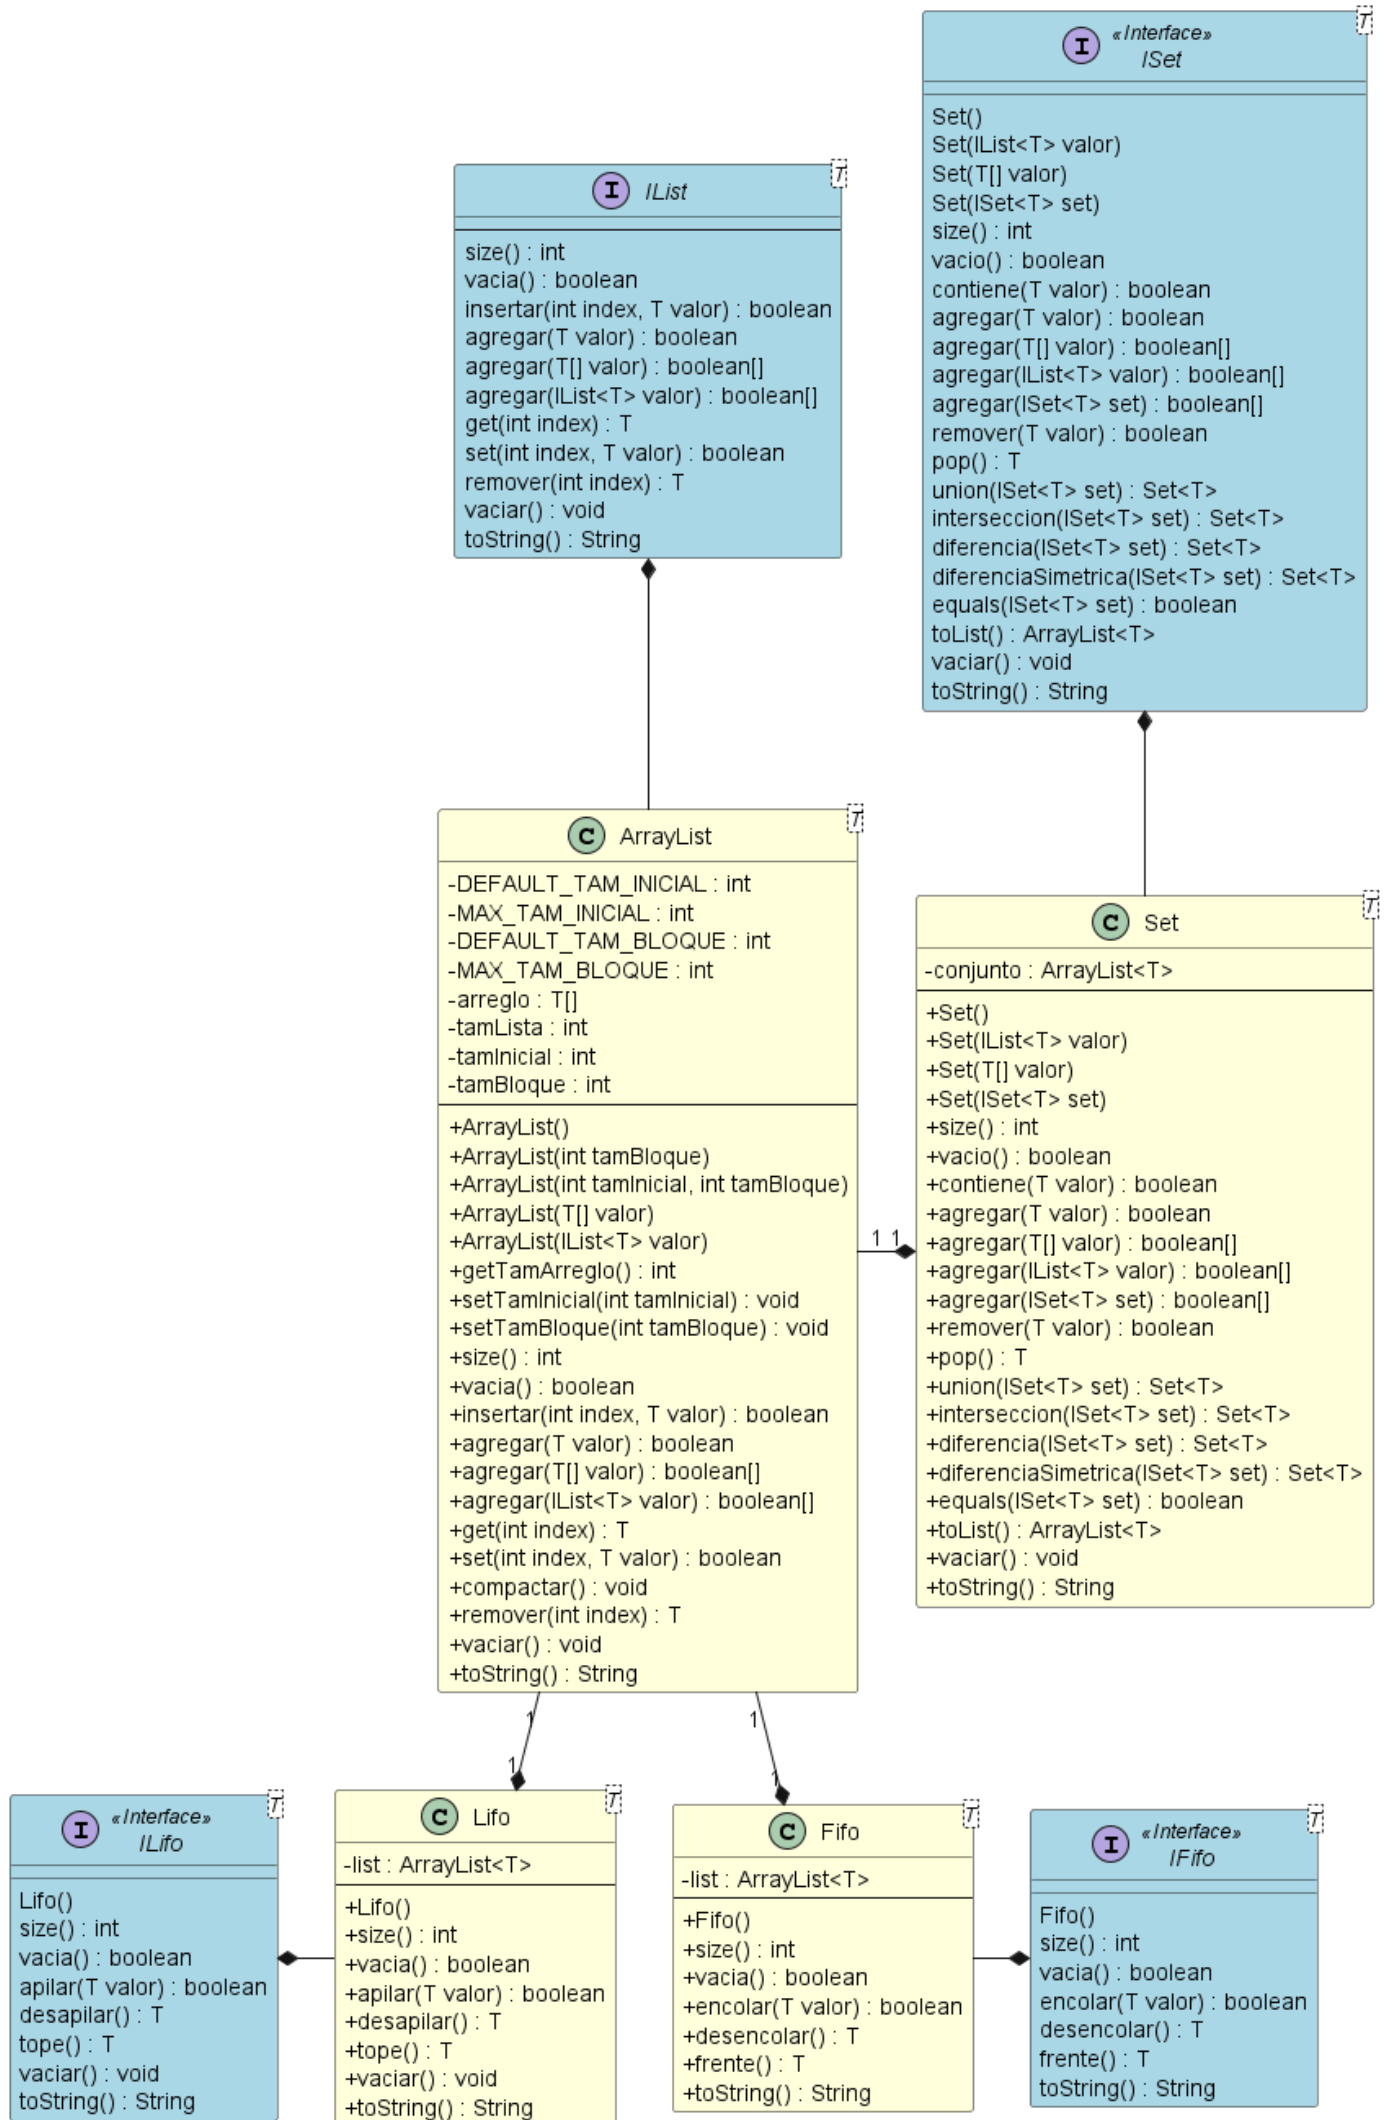 T
I
«Interface»
ISet
Set()
Set(IList<T> valor)
Set(T[] valor)
Set(ISet<T> set)
size() : int
vacio() : boolean
contiene(T valor) : boolean
agregar(T valor) : boolean
agregar(T[] valor) : boolean[]
agregar(IList<T> valor) : boolean[]
agregar(ISet<T> set) : boolean[]
remover(T valor) : boolean
pop() : T
union(ISet<T> set) : Set<T>
interseccion(ISet<T> set) : Set<T>
diferencia(ISet<T> set) : Set<T>
diferenciaSimetrica(ISet<T> set) : Set<T>
equals(ISet<T> set) : boolean
toList() : ArrayList<T>
vaciar() : void
toString() : String
T
I
IList
size() : int
vacia() : boolean
insertar(int index, T valor) : boolean
agregar(T valor) : boolean
agregar(T[] valor) : boolean[]
agregar(IList<T> valor) : boolean[]
get(int index) : T
set(int index, T valor) : boolean
remover(int index) : T
vaciar() : void
toString() : String
T
C
ArrayList
-DEFAULT_TAM_INICIAL : int
-MAX_TAM_INICIAL : int
-DEFAULT_TAM_BLOQUE : int
-MAX_TAM_BLOQUE : int
-arreglo : T[]
-tamLista : int
-tamInicial : int
-tamBloque : int
+ArrayList()
+ArrayList(int tamBloque)
+ArrayList(int tamInicial, int tamBloque)
+ArrayList(T[] valor)
+ArrayList(IList<T> valor)
+getTamArreglo() : int
+setTamInicial(int tamInicial) : void
+setTamBloque(int tamBloque) : void
+size() : int
+vacia() : boolean
+insertar(int index, T valor) : boolean
+agregar(T valor) : boolean
+agregar(T[] valor) : boolean[]
+agregar(IList<T> valor) : boolean[]
+get(int index) : T
+set(int index, T valor) : boolean
+compactar() : void
+remover(int index) : T
+vaciar() : void
+toString() : String
1 1
T
C
Set
-conjunto : ArrayList<T>
+Set()
+Set(IList<T> valor)
+Set(T[] valor)
+Set(ISet<T> set)
+size() : int
+vacio() : boolean
+contiene(T valor) : boolean
+agregar(T valor) : boolean
+agregar(T[] valor) : boolean[]
+agregar(IList<T> valor) : boolean[]
+agregar(ISet<T> set) : boolean[]
+remover(T valor) : boolean
+pop() : T
+union(ISet<T> set) : Set<T>
+interseccion(ISet<T> set) : Set<T>
+diferencia(ISet<T> set) : Set<T>
+diferenciaSimetrica(ISet<T> set) : Set<T>
+equals(ISet<T> set) : boolean
+toList() : ArrayList<T>
+vaciar() : void
+toString() : String
1
1
1
1
T
I
«Interface»
ILifo
Lifo()
size() : int
vacia() : boolean
apilar(T valor) : boolean
desapilar() : T
tope() : T
vaciar() : void
toString() : String
T
C
Lifo
-list : ArrayList<T>
+Lifo()
+size() : int
+vacia() : boolean
+apilar(T valor) : boolean
+desapilar() : T
+tope() : T
+vaciar() : void
+toString() : String
T
C
Fifo
-list : ArrayList<T>
+Fifo()
+size() : int
+vacia() : boolean
+encolar(T valor) : boolean
+desencolar() : T
+frente() : T
+toString() : String
T
I
«Interface»
IFifo
Fifo()
size() : int
vacia() : boolean
encolar(T valor) : boolean
desencolar() : T
frente() : T
toString() : String